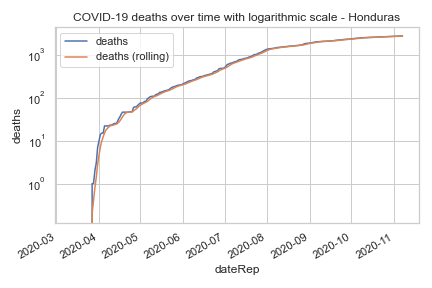 COVID-19 deaths over time with logarithmic scale - Honduras
deaths
deaths (rolling)
10³
10²
10¹
10⁰
deaths
2020-03
2020-04
2020-05
2020-06
2020-07
2020-08
2020-09
2020-10
2020-11
dateRep